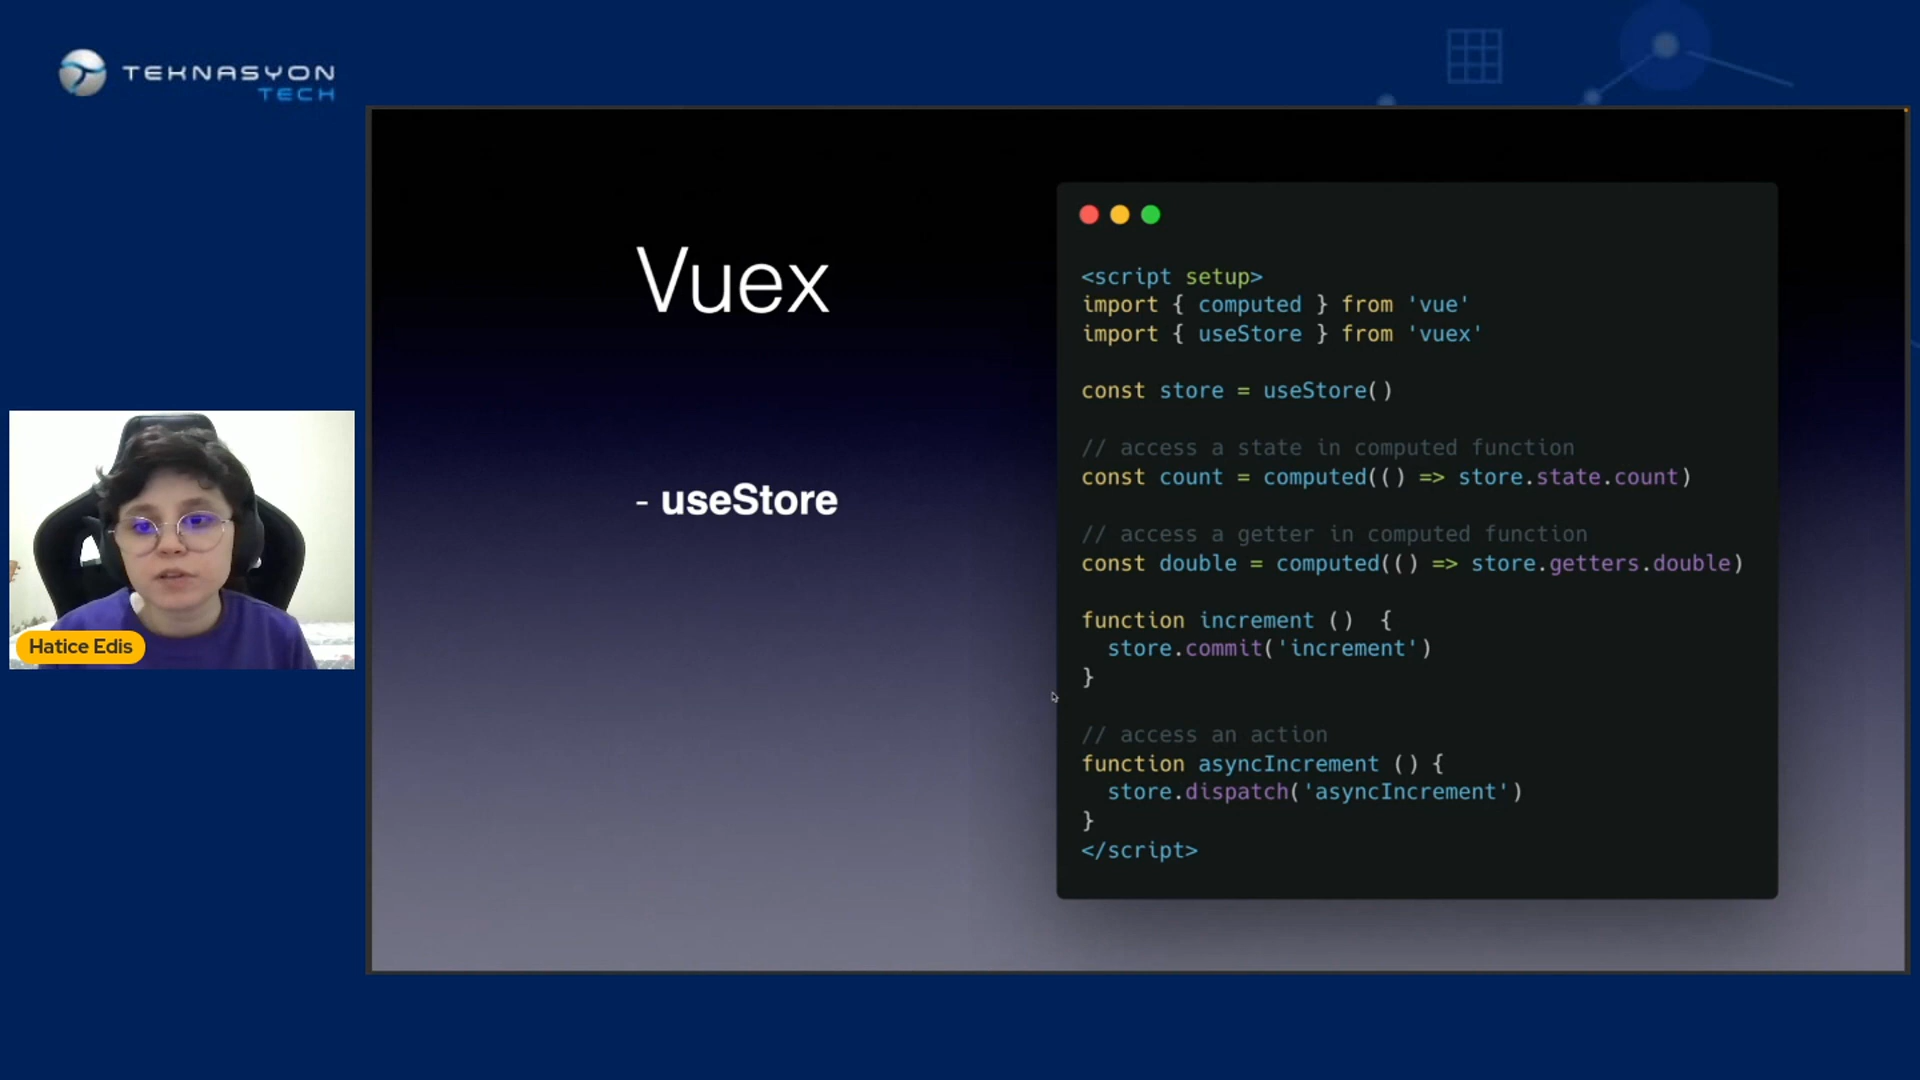 TEKNASYON
TECH
Vuex
- useStore
<script setup>
import { computed } from 'vue'
import { useStore } from 'vuex'
const store = useStore()
// access a state in computed function
const count = computed(() => store.state.count)
// access a getter in computed function
const double = computed(() => store.getters.double)
function increment ()  {
  store.commit('increment')
}
// access an action
function asyncIncrement () {
  store.dispatch('asyncIncrement')
}
</script>
Hatice Edis